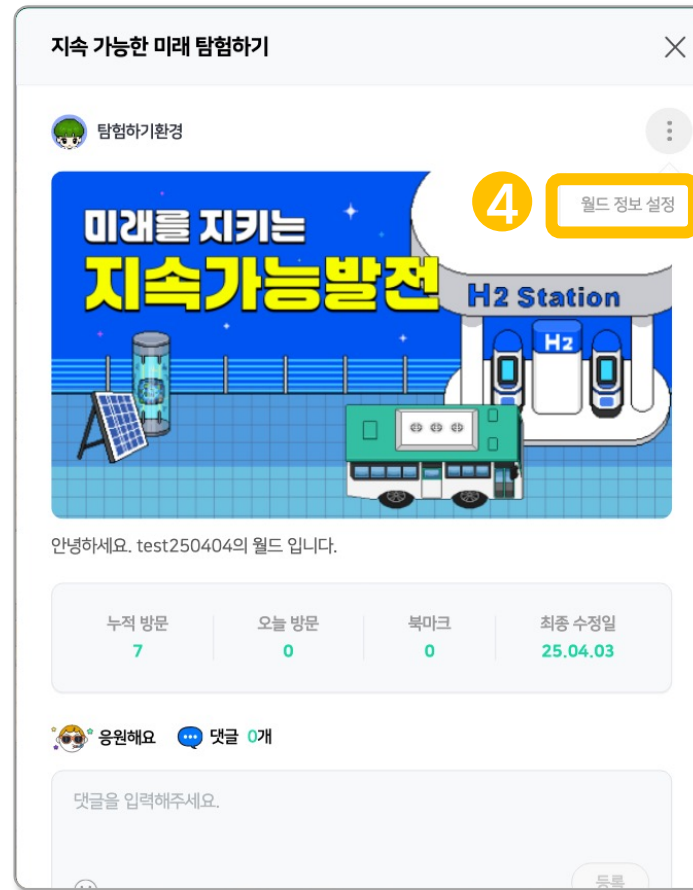 지속 가능한 미래 탐험하기
탐험하기환경
4
월드 정보 설정
미래를 지키는
지속가능발전
H2 Station
H2
안녕하세요. test250404의 월드 입니다.
누적 방문
오늘 방문
북마크
최종 수정일
7
0
0
25.04.03
응원해요
댓글 0개
댓글을 입력해주세요.
등록